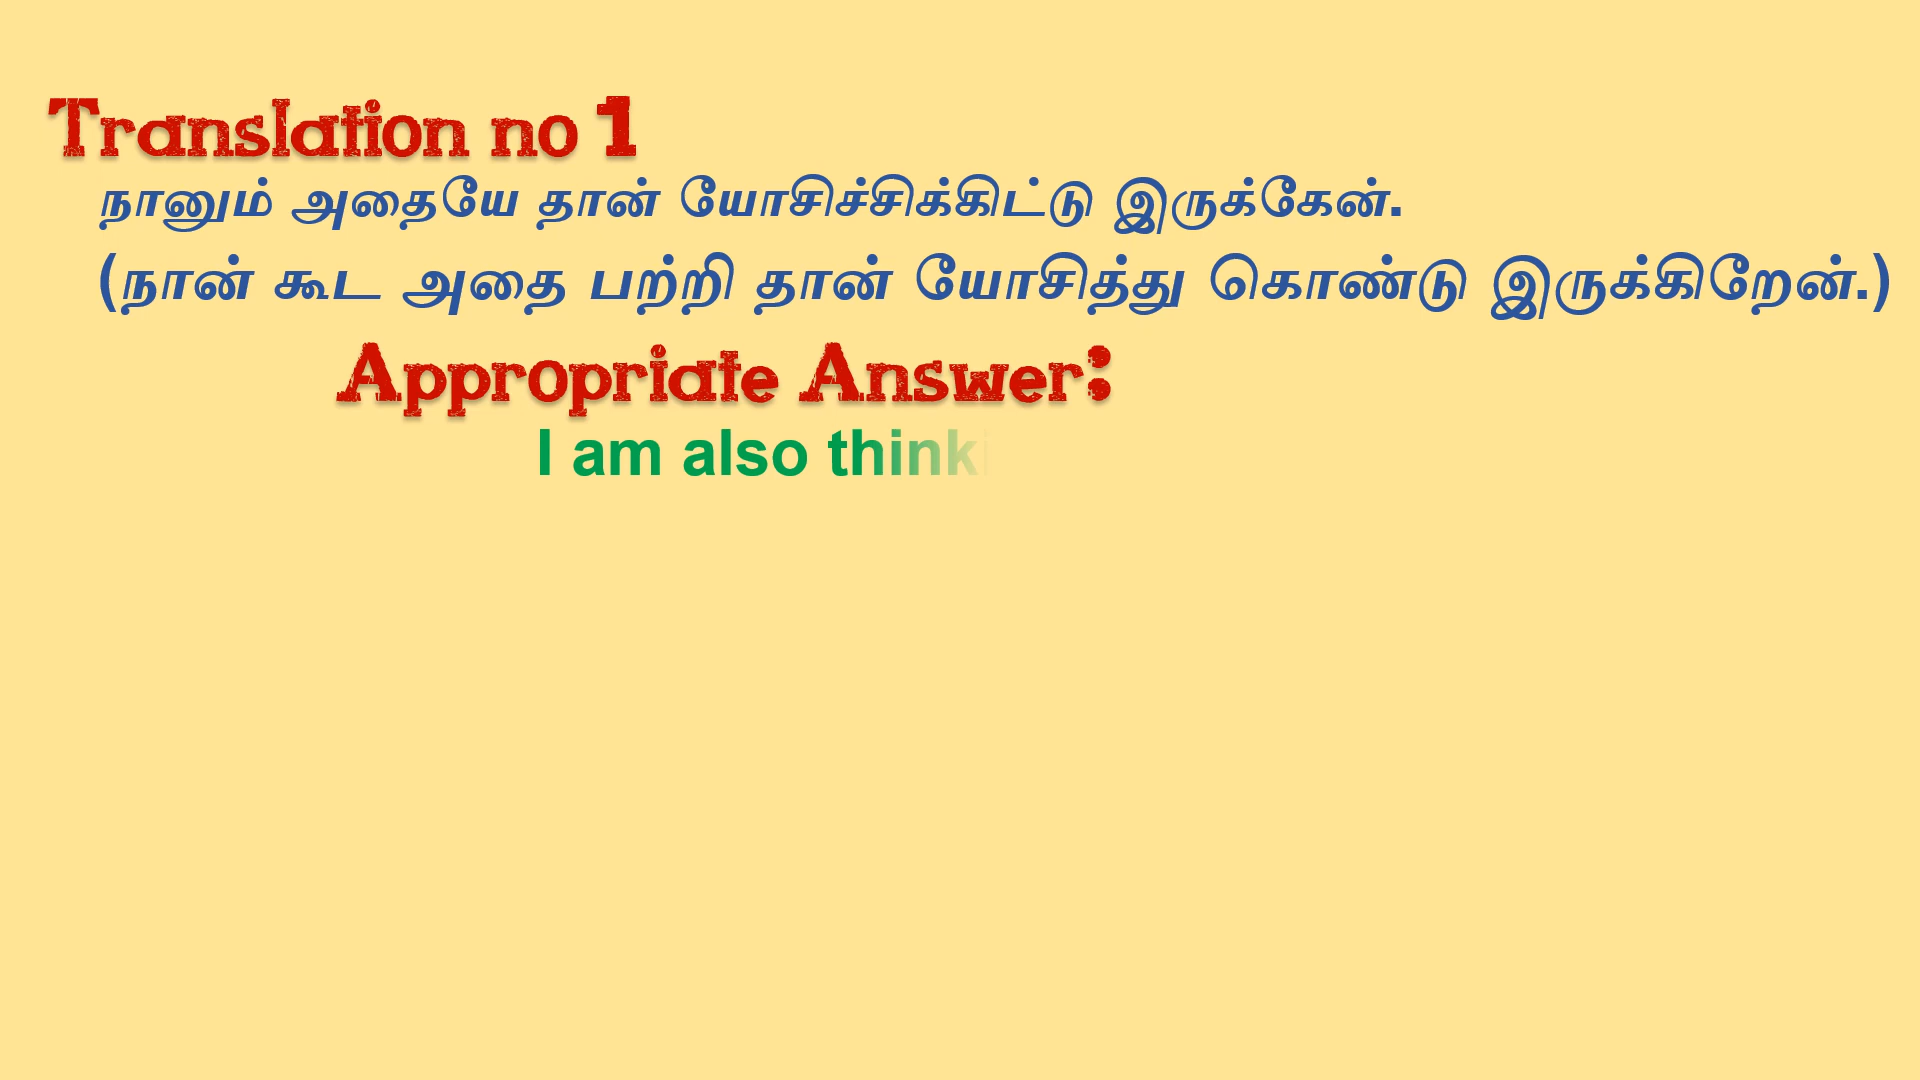 Translation no 1
நானும் அதையே தான் யோசிச்சிக்கிட்டு இருக்கேன்.
(நான் கூட அதை பற்றி தான் யோசித்து கொண்டு இருக்கிறேன்.)
Appropriate Answer:
I am also think